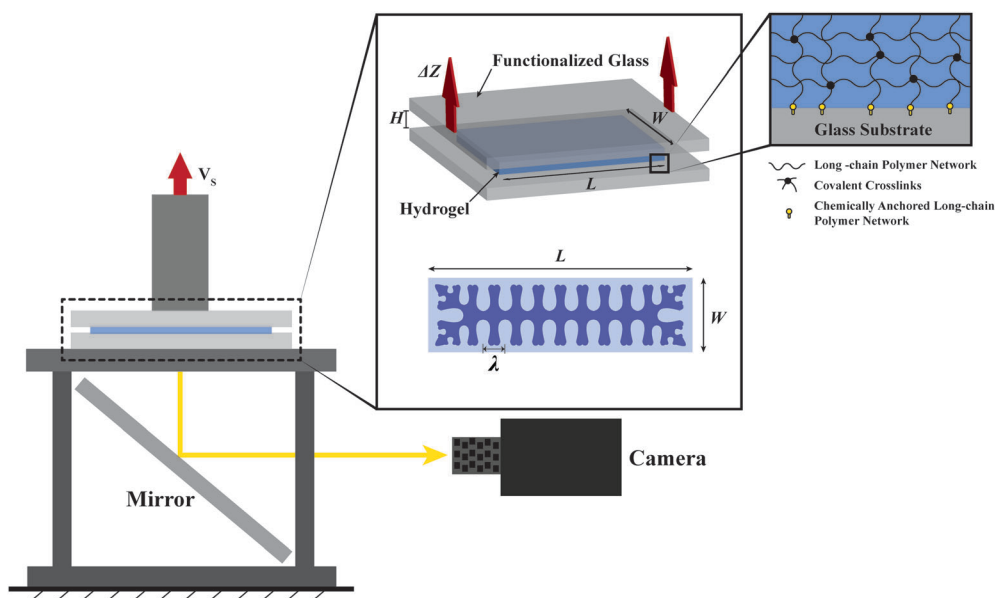 ΔZ
Functionalized Glass
H
W
L
Hydrogel
Glass Substrate
Long -chain Polymer Network
Covalent Crosslinks
Chemically Anchored Long-chain
Polymer Network
V_s
L
W
λ
Mirror
Camera